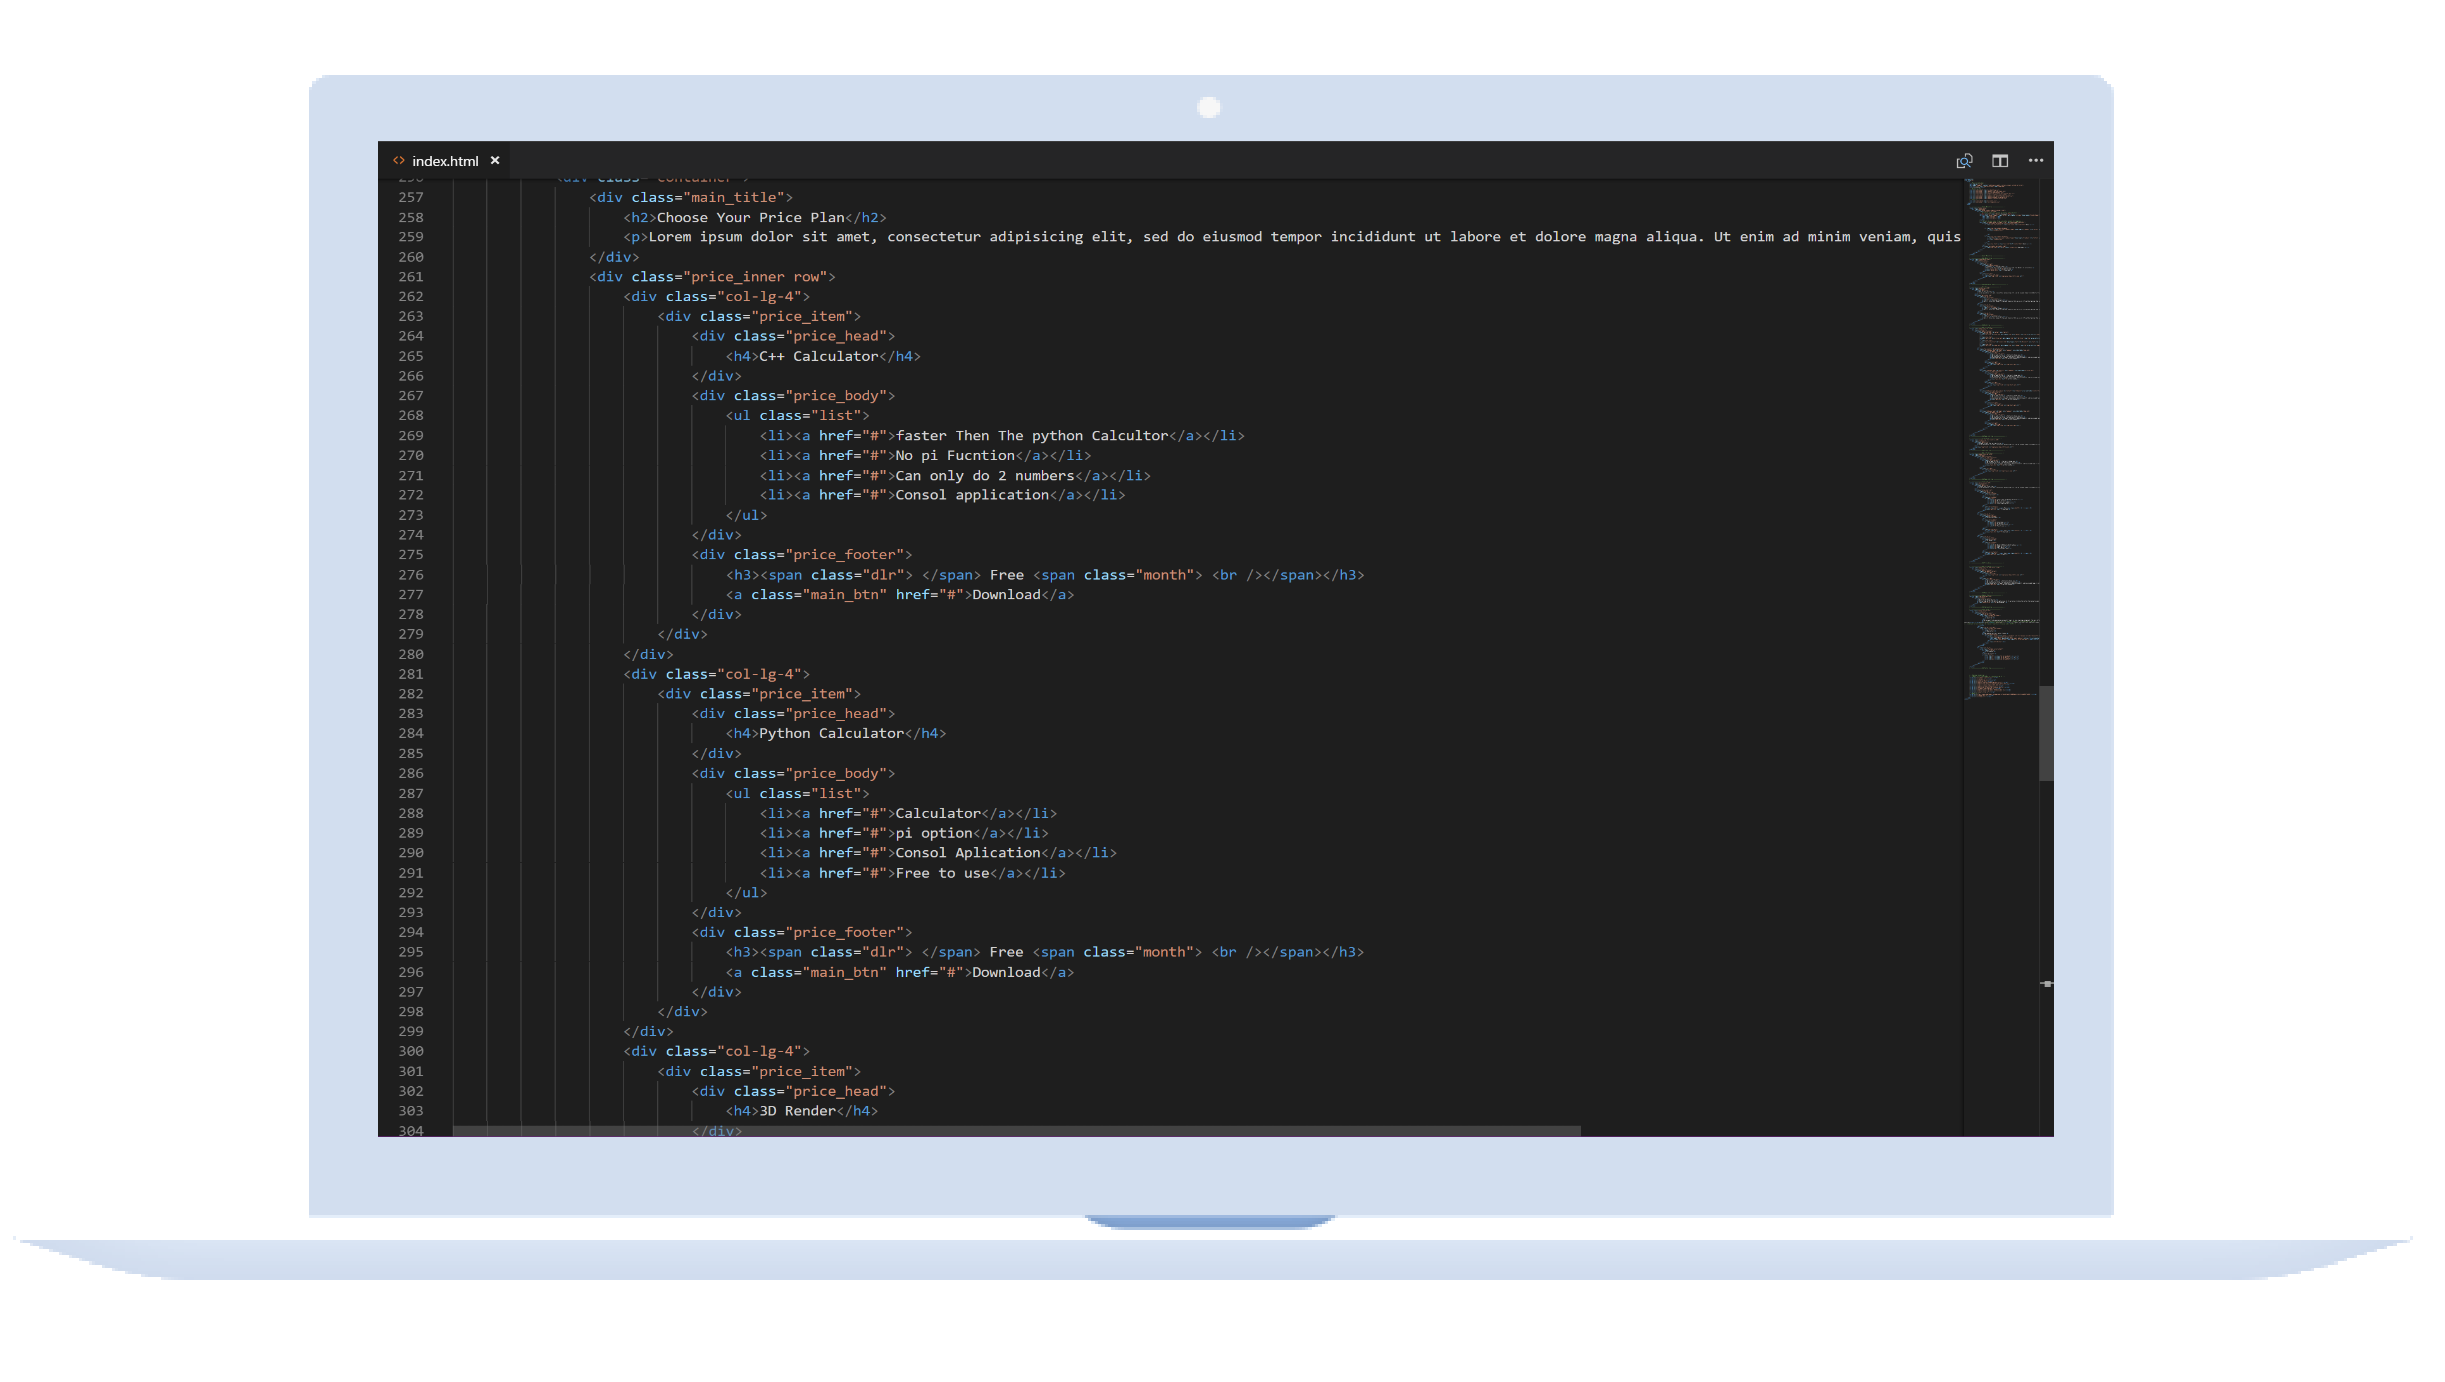 index.html
256 <div class="container">
257 <div class="main_title">
258 <h2>Choose Your Price Plan</h2>
259 <p>Lorem ipsum dolor sit amet, consectetur adipisicing elit, sed do eiusmod tempor incididunt ut labore et dolore magna aliqua. Ut enim ad minim veniam, quis
260 </div>
261 <div class="price_inner row">
262 <div class="col-lg-4">
263 <div class="price_item">
264 <div class="price_head">
265 <h4>C++ Calculator</h4>
266 </div>
267 <div class="price_body">
268 <ul class="list">
269 <li><a href="#">faster Then The python Calcultor</a></li>
270 <li><a href="#">No pi Fucntion</a></li>
271 <li><a href="#">Can only do 2 numbers</a></li>
272 <li><a href="#">Consol application</a></li>
273 </ul>
274 </div>
275 <div class="price_footer">
276 <h3><span class="dlr"> </span> Free <span class="month"> <br /></span></h3>
277 <a class="main_btn" href="#">Download</a>
278 </div>
279 </div>
280 </div>
281 <div class="col-lg-4">
282 <div class="price_item">
283 <div class="price_head">
284 <h4>Python Calculator</h4>
285 </div>
286 <div class="price_body">
287 <ul class="list">
288 <li><a href="#">Calculator</a></li>
289 <li><a href="#">pi option</a></li>
290 <li><a href="#">Consol Aplication</a></li>
291 <li><a href="#">Free to use</a></li>
292 </ul>
293 </div>
294 <div class="price_footer">
295 <h3><span class="dlr"> </span> Free <span class="month"> <br /></span></h3>
296 <a class="main_btn" href="#">Download</a>
297 </div>
298 </div>
299 </div>
300 <div class="col-lg-4">
301 <div class="price_item">
302 <div class="price_head">
303 <h4>3D Render</h4>
304 </div>